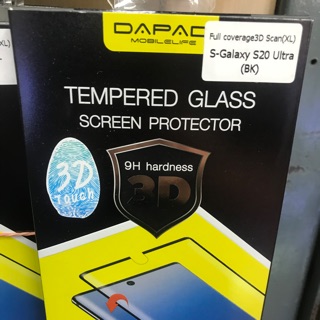 DAPAD
MOBILELIFE
Full coverage3D Scan(XL)
S-Galaxy S20 Ultra
(BK)
TEMPERED GLASS
SCREEN PROTECTOR
9H hardness
3D
3D
Touch
XL)